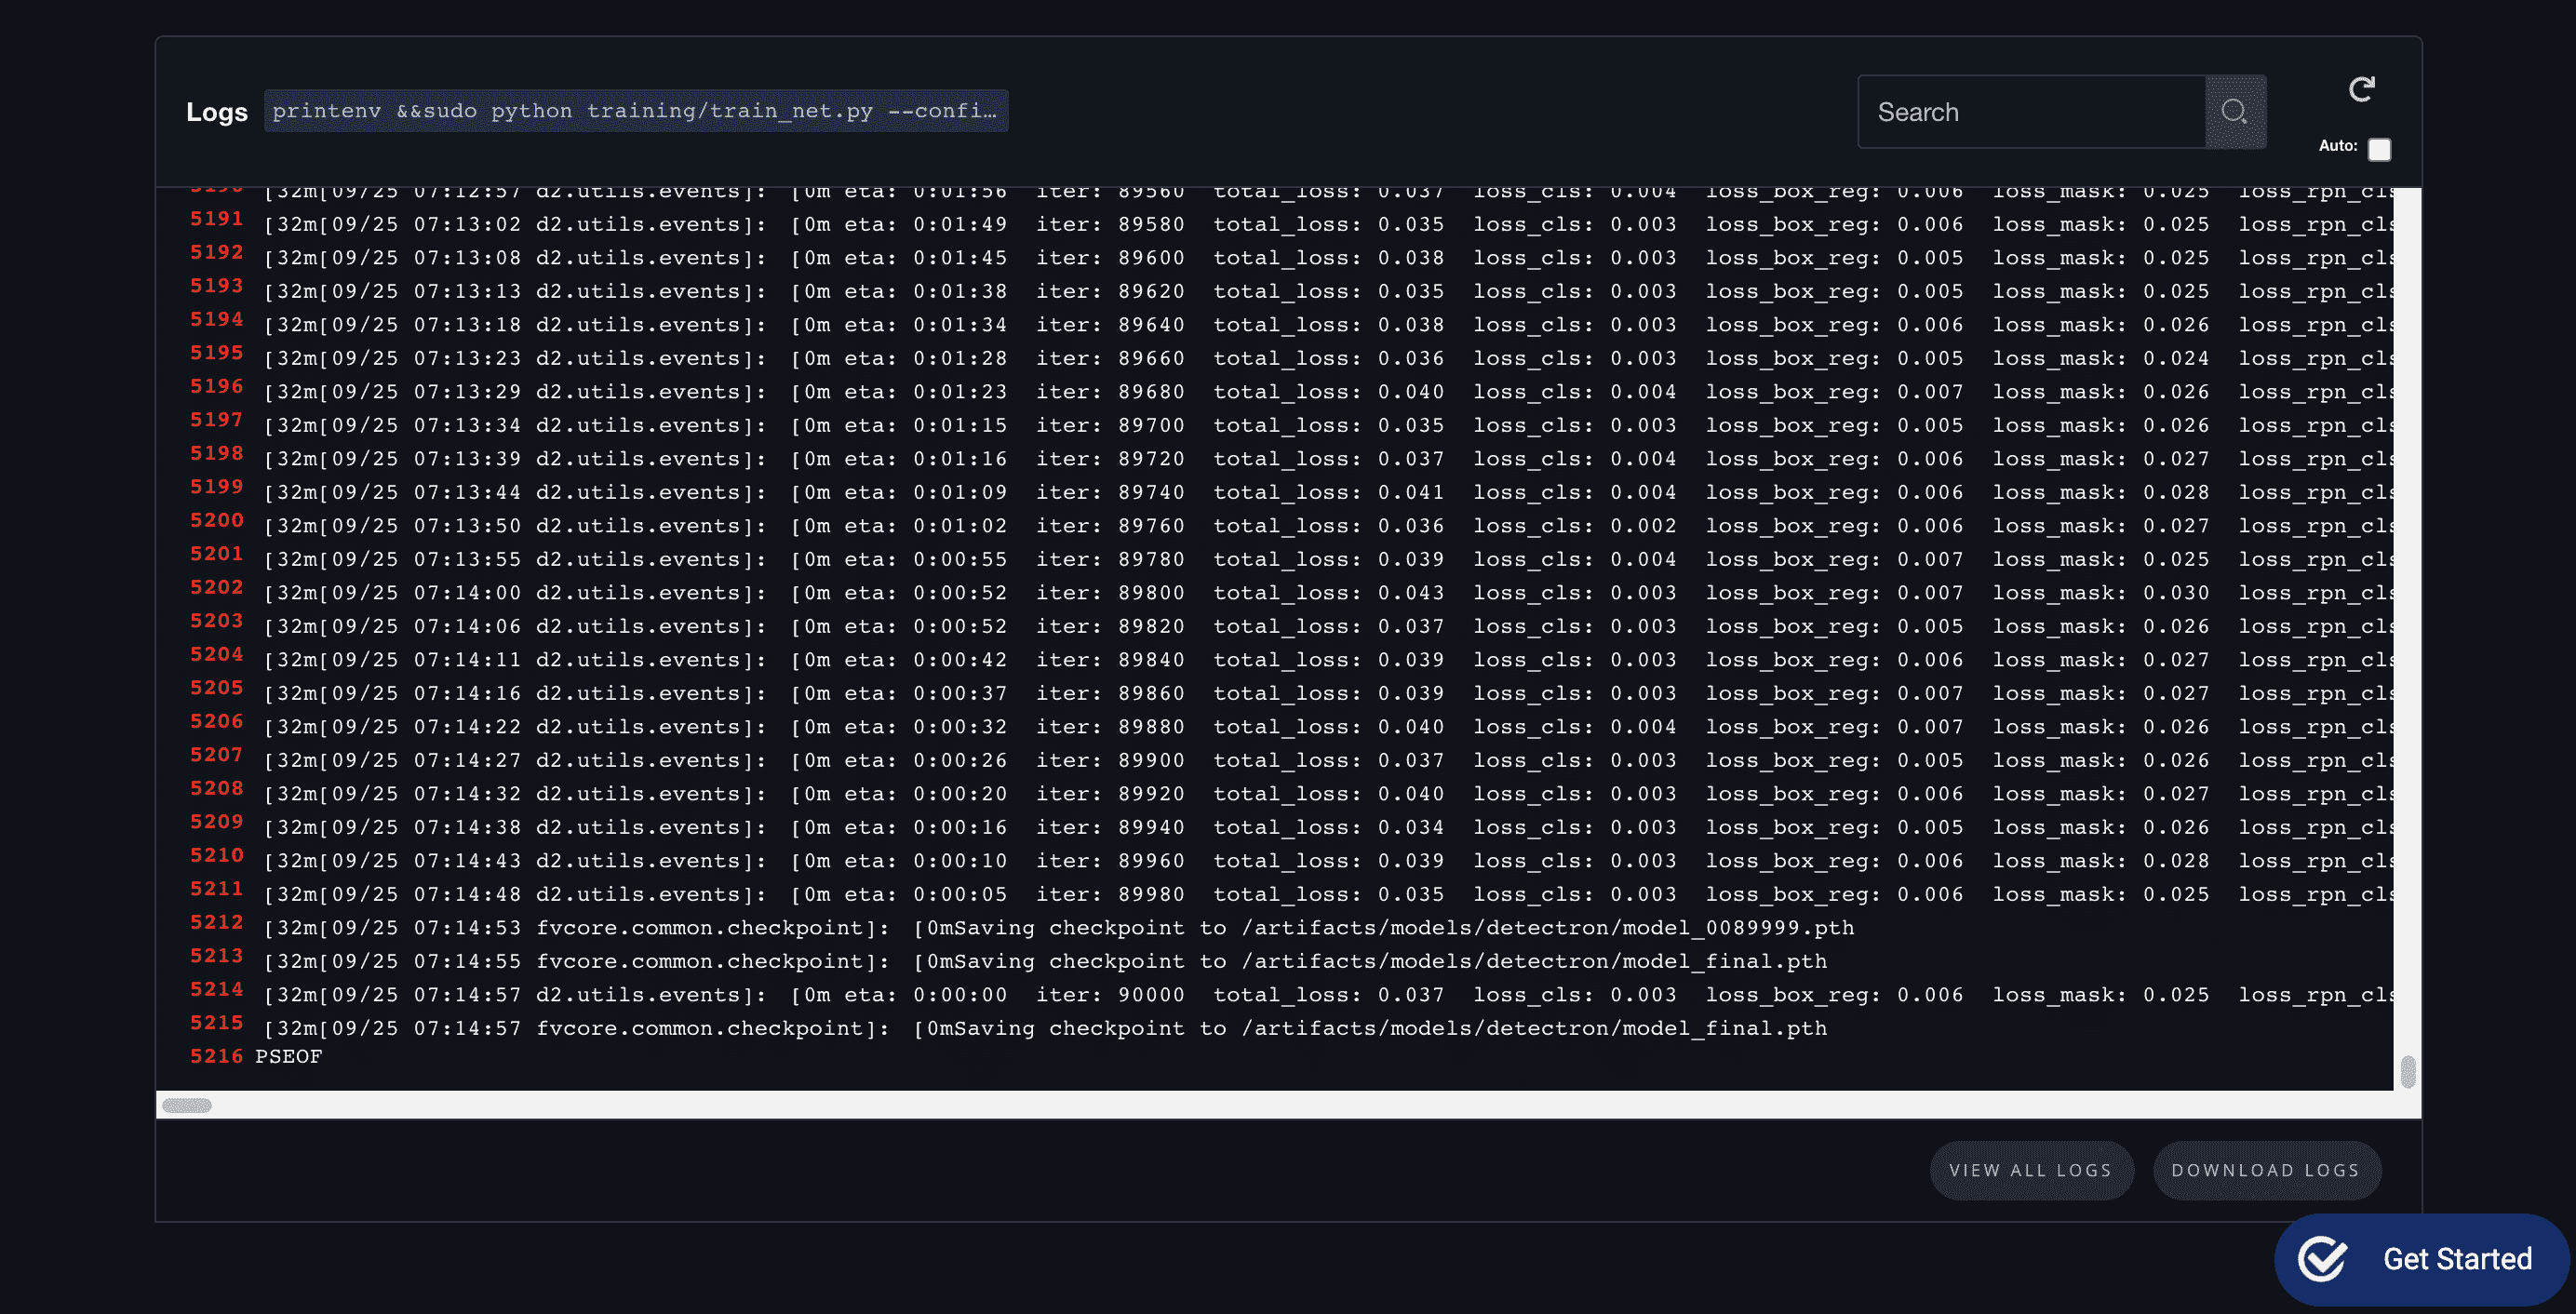 Logs printenv &&sudo python training/train_net.py --confi…
Search
Auto:
5190 [32m[09/25 07:12:57 d2.utils.events]: [0m eta: 0:01:56 iter: 89560 total_loss: 0.037 loss_cls: 0.004 loss_box_reg: 0.006 loss_mask: 0.025 loss_rpn_cls
5191 [32m[09/25 07:13:02 d2.utils.events]: [0m eta: 0:01:49 iter: 89580 total_loss: 0.035 loss_cls: 0.003 loss_box_reg: 0.006 loss_mask: 0.025 loss_rpn_cls
5192 [32m[09/25 07:13:08 d2.utils.events]: [0m eta: 0:01:45 iter: 89600 total_loss: 0.038 loss_cls: 0.003 loss_box_reg: 0.005 loss_mask: 0.025 loss_rpn_cls
5193 [32m[09/25 07:13:13 d2.utils.events]: [0m eta: 0:01:38 iter: 89620 total_loss: 0.035 loss_cls: 0.003 loss_box_reg: 0.005 loss_mask: 0.025 loss_rpn_cls
5194 [32m[09/25 07:13:18 d2.utils.events]: [0m eta: 0:01:34 iter: 89640 total_loss: 0.038 loss_cls: 0.003 loss_box_reg: 0.006 loss_mask: 0.026 loss_rpn_cls
5195 [32m[09/25 07:13:23 d2.utils.events]: [0m eta: 0:01:28 iter: 89660 total_loss: 0.036 loss_cls: 0.003 loss_box_reg: 0.005 loss_mask: 0.024 loss_rpn_cls
5196 [32m[09/25 07:13:29 d2.utils.events]: [0m eta: 0:01:23 iter: 89680 total_loss: 0.040 loss_cls: 0.004 loss_box_reg: 0.007 loss_mask: 0.026 loss_rpn_cls
5197 [32m[09/25 07:13:34 d2.utils.events]: [0m eta: 0:01:15 iter: 89700 total_loss: 0.035 loss_cls: 0.003 loss_box_reg: 0.005 loss_mask: 0.026 loss_rpn_cls
5198 [32m[09/25 07:13:39 d2.utils.events]: [0m eta: 0:01:16 iter: 89720 total_loss: 0.037 loss_cls: 0.004 loss_box_reg: 0.006 loss_mask: 0.027 loss_rpn_cls
5199 [32m[09/25 07:13:44 d2.utils.events]: [0m eta: 0:01:09 iter: 89740 total_loss: 0.041 loss_cls: 0.004 loss_box_reg: 0.006 loss_mask: 0.028 loss_rpn_cls
5200 [32m[09/25 07:13:50 d2.utils.events]: [0m eta: 0:01:02 iter: 89760 total_loss: 0.036 loss_cls: 0.002 loss_box_reg: 0.006 loss_mask: 0.027 loss_rpn_cls
5201 [32m[09/25 07:13:55 d2.utils.events]: [0m eta: 0:00:55 iter: 89780 total_loss: 0.039 loss_cls: 0.004 loss_box_reg: 0.007 loss_mask: 0.025 loss_rpn_cls
5202 [32m[09/25 07:14:00 d2.utils.events]: [0m eta: 0:00:52 iter: 89800 total_loss: 0.043 loss_cls: 0.003 loss_box_reg: 0.007 loss_mask: 0.030 loss_rpn_cls
5203 [32m[09/25 07:14:06 d2.utils.events]: [0m eta: 0:00:52 iter: 89820 total_loss: 0.037 loss_cls: 0.003 loss_box_reg: 0.005 loss_mask: 0.026 loss_rpn_cls
5204 [32m[09/25 07:14:11 d2.utils.events]: [0m eta: 0:00:42 iter: 89840 total_loss: 0.039 loss_cls: 0.003 loss_box_reg: 0.006 loss_mask: 0.027 loss_rpn_cls
5205 [32m[09/25 07:14:16 d2.utils.events]: [0m eta: 0:00:37 iter: 89860 total_loss: 0.039 loss_cls: 0.003 loss_box_reg: 0.007 loss_mask: 0.027 loss_rpn_cls
5206 [32m[09/25 07:14:22 d2.utils.events]: [0m eta: 0:00:32 iter: 89880 total_loss: 0.040 loss_cls: 0.004 loss_box_reg: 0.007 loss_mask: 0.026 loss_rpn_cls
5207 [32m[09/25 07:14:27 d2.utils.events]: [0m eta: 0:00:26 iter: 89900 total_loss: 0.037 loss_cls: 0.003 loss_box_reg: 0.005 loss_mask: 0.026 loss_rpn_cls
5208 [32m[09/25 07:14:32 d2.utils.events]: [0m eta: 0:00:20 iter: 89920 total_loss: 0.040 loss_cls: 0.003 loss_box_reg: 0.006 loss_mask: 0.027 loss_rpn_cls
5209 [32m[09/25 07:14:38 d2.utils.events]: [0m eta: 0:00:16 iter: 89940 total_loss: 0.034 loss_cls: 0.003 loss_box_reg: 0.005 loss_mask: 0.026 loss_rpn_cls
5210 [32m[09/25 07:14:43 d2.utils.events]: [0m eta: 0:00:10 iter: 89960 total_loss: 0.039 loss_cls: 0.003 loss_box_reg: 0.006 loss_mask: 0.028 loss_rpn_cls
5211 [32m[09/25 07:14:48 d2.utils.events]: [0m eta: 0:00:05 iter: 89980 total_loss: 0.035 loss_cls: 0.003 loss_box_reg: 0.006 loss_mask: 0.025 loss_rpn_cls
5212 [32m[09/25 07:14:53 fvcore.common.checkpoint]: [0mSaving checkpoint to /artifacts/models/detectron/model_0089999.pth
5213 [32m[09/25 07:14:55 fvcore.common.checkpoint]: [0mSaving checkpoint to /artifacts/models/detectron/model_final.pth
5214 [32m[09/25 07:14:57 d2.utils.events]: [0m eta: 0:00:00 iter: 90000 total_loss: 0.037 loss_cls: 0.003 loss_box_reg: 0.006 loss_mask: 0.025 loss_rpn_cls
5215 [32m[09/25 07:14:57 fvcore.common.checkpoint]: [0mSaving checkpoint to /artifacts/models/detectron/model_final.pth
5216 PSEOF
VIEW ALL LOGS DOWNLOAD LOGS
Get Started